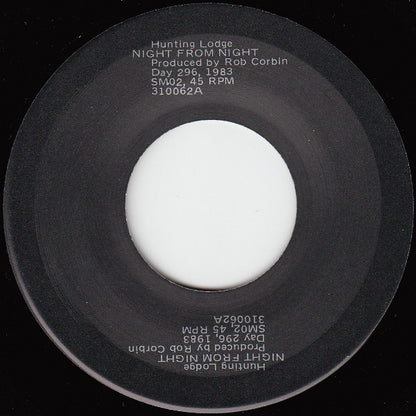 Hunting Lodge
NIGHT FROM NIGHT
Produced by Rob Corbin
Day 296, 1983
SM02, 45 RPM
310062A
Hunting Lodge
NIGHT FROM NIGHT
Produced by Rob Corbin
Day 296, 1983
SM02, 45 RPM
310062A